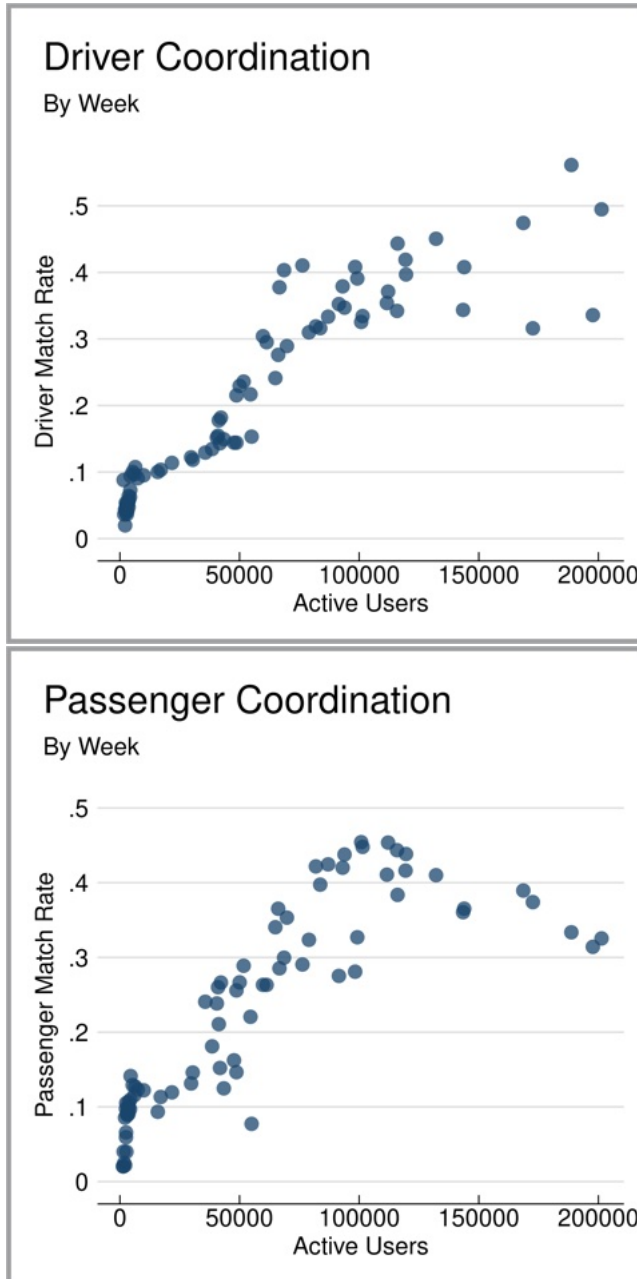 Driver Coordination
By Week
Driver Match Rate
.5
.4
.3
.2
.1
0
0 50000 100000 150000 200000
Active Users
Passenger Coordination
By Week
Passenger Match Rate
.5
.4
.3
.2
.1
0
0 50000 100000 150000 200000
Active Users